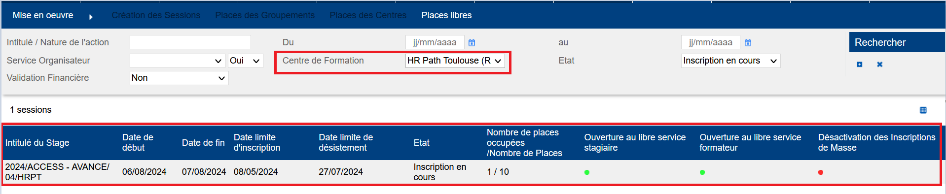 Mise en oeuvre Création des Sessions Places des Groupements Places des Centres Places libres
Intitulé / Nature de l'action Du jj/mm/aaaa au jj/mm/aaaa Rechercher
Service Organisateur Oui Centre de Formation HR Path Toulouse (R Etat Inscription en cours
Validation Financière Non
1 sessions
Intitulé du Stage Date de début Date de fin Date limite d'inscription Date limite de désistement Etat Nombre de places occupées /Nombre de Places Ouverture au libre service stagiaire Ouverture au libre service formateur Désactivation des Inscriptions de Masse
2024/ACCESS - AVANCE/ 04/HRPT 06/08/2024 07/08/2024 08/05/2024 27/07/2024 Inscription en cours 1 / 10